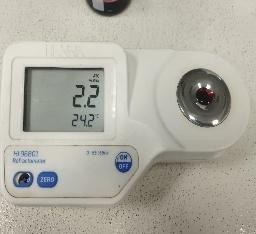 2.2
24.2°
HI 96801
Refractometer
ON
OFF
ZERO